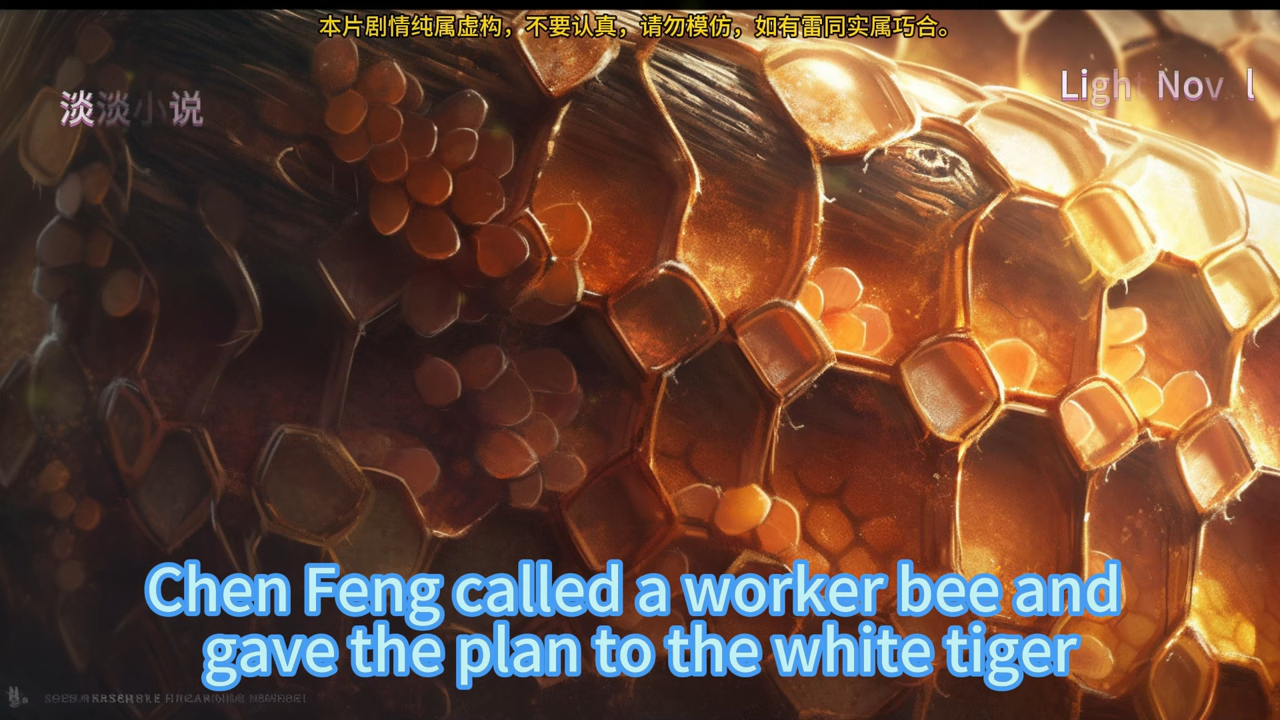 本片剧情纯属虚构，不要认真，请勿模仿，如有雷同实属巧合。
淡淡小说
Light Nov l
Chen Feng called a worker bee and
gave the plan to the white tiger